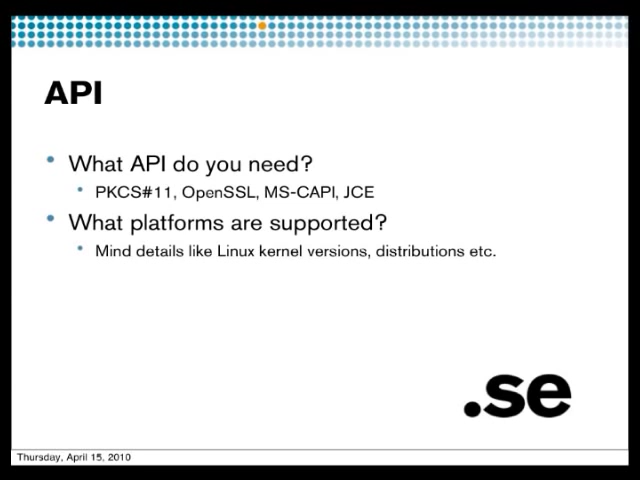 API
• What API do you need?
• PKCS#11, OpenSSL, MS-CAPI, JCE
• What platforms are supported?
• Mind details like Linux kernel versions, distributions etc.
.se
Thursday, April 15, 2010